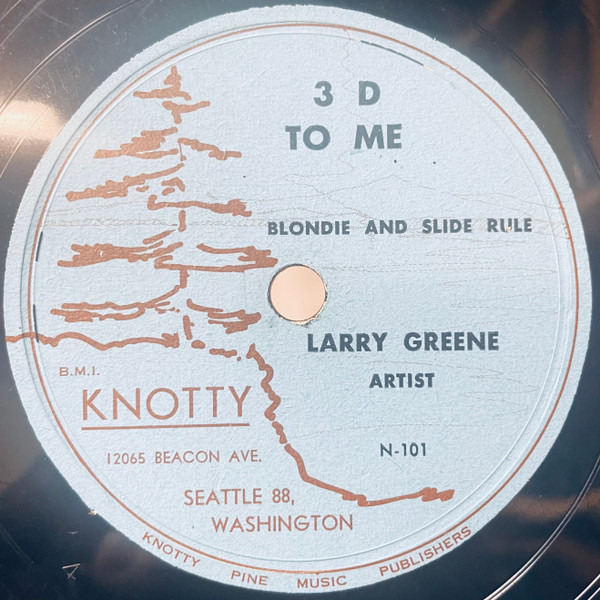 3 D
TO ME
BLONDIE AND SLIDE RULE
LARRY GREENE
ARTIST
B.M.I.
KNOTTY
12065 BEACON AVE.
N-101
SEATTLE 88,
WASHINGTON
KNOTTY PINE MUSIC PUBLISHERS